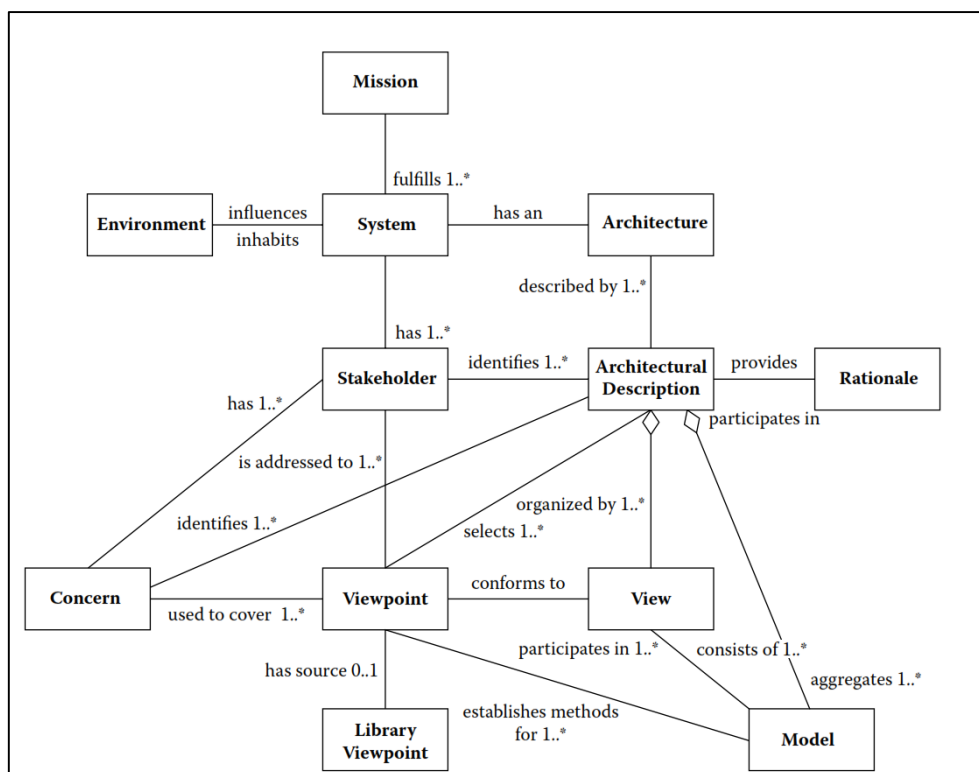 Mission
fulfills 1..*
Environment
influences
inhabits
System
has an
Architecture
described by 1..*
has 1..*
Stakeholder
identifies 1..*
Architectural
Description
provides
Rationale
has 1..*
participates in
is addressed to 1..*
organized by 1..*
identifies 1..*
selects 1..*
Concern
used to cover 1..*
Viewpoint
conforms to
View
participates in 1..*
consists of 1..*
has source 0..1
aggregates 1..*
establishes methods
for 1..*
Library
Viewpoint
Model